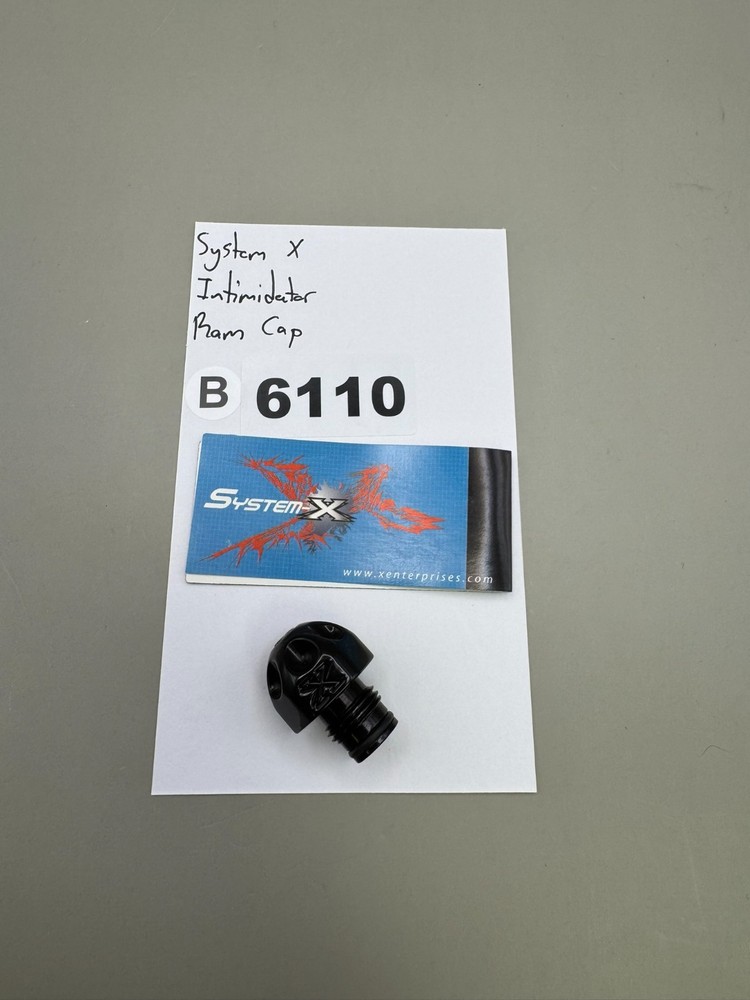 System X
Intimidator
Ram Cap
B 6110
SYSTEM-X
www.xenterprises.com
X